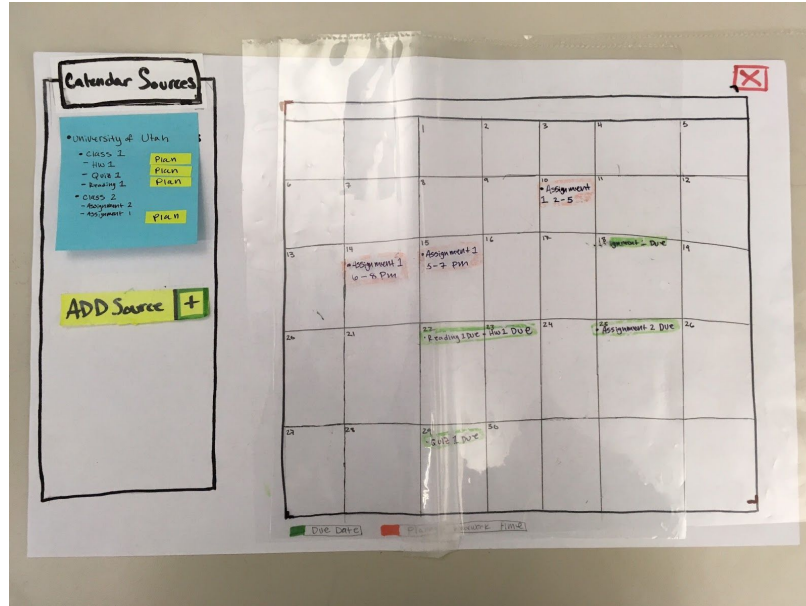 Calendar Sources
• University of Utah
• Class 1
- HW 1 Plan
- Quiz 1 Plan
- Reading 1 Plan
• Class 2
- Assignment 2
- Assignment 1 Plan
ADD Source +
X
1 2 3 4 5
6 7 8 9 10 11 12
• Assignment
1 2-5
13 14 15 16 17 18 19
• Assignment 1
6-8 Pm
• Assignment 1
5-7 pm
Due
20 21 22 23 24 25 26
• Reading 1 Due
- HW 1 Due
• Assignment 2 Due
27 28 29 30
- Quiz 1 Due
Due Date
time